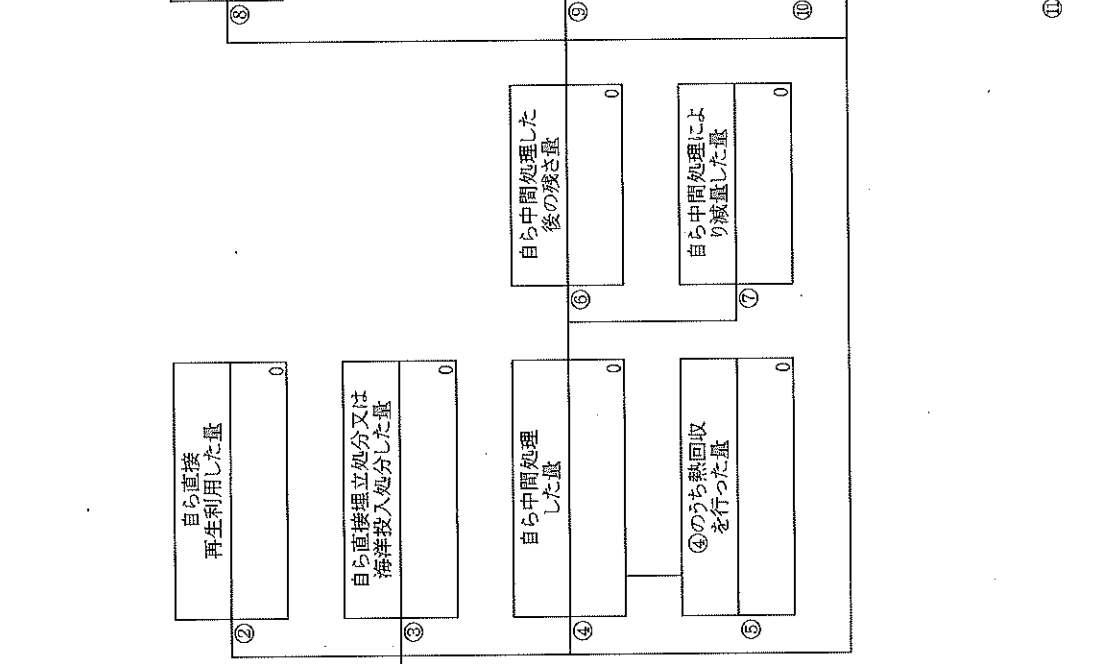 ②
自ら直接
再生利用した量
0
③
自ら直接埋立処分又は
海洋投入処分した量
0
④
自ら中間処理
した量
0
⑤
④のうち熱回収
を行った量
0
⑥
自ら中間処理した
後の残さ量
0
⑦
自ら中間処理によ
り減量した量
0
⑧
⑨
⑩
⑪